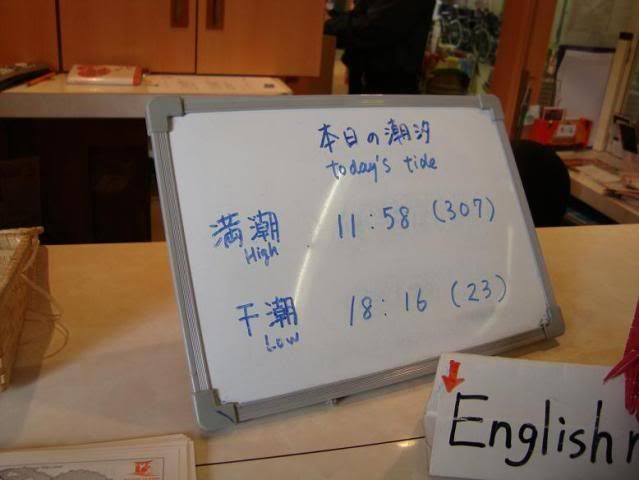 本日の潮汐
today's tide
満潮 11:58 (307)
High
干潮 18:16 (23)
Low
English